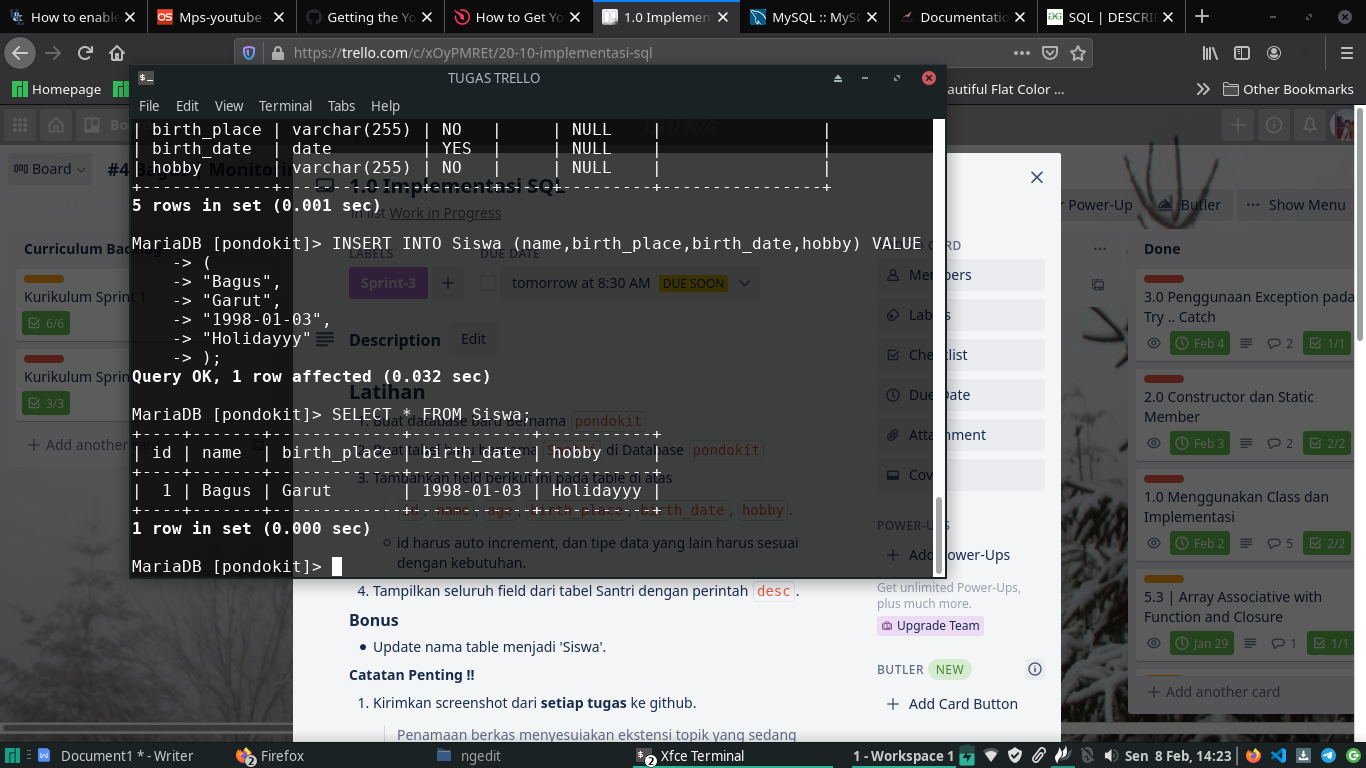 How to enable
Mps-youtube -
Getting the Yo
How to Get Yo
1.0 Implement
MySQL :: MyS
Documentatio
SQL | DESCRI
https://trello.com/c/xOyPMREt/20-10-implementasi-sql
Homepage
autiful Flat Color ...
Other Bookmarks
TUGAS TRELLO
File Edit View Terminal Tabs Help
| birth_place | varchar(255) | NO | | NULL | |
| birth_date | date | YES | | NULL | |
| hobby | varchar(255) | NO | | NULL | |
+-------------+--------------+------+-----+---------+----------------+
5 rows in set (0.001 sec)
MariaDB [pondokit]> INSERT INTO Siswa (name,birth_place,birth_date,hobby) VALUE
-> (
-> "Bagus",
-> "Garut",
-> "1998-01-03",
-> "Holidayyy"
-> );
Query OK, 1 row affected (0.032 sec)
MariaDB [pondokit]> SELECT * FROM Siswa;
+----+-------+-------------+------------+-----------+
| id | name | birth_place | birth_date | hobby |
+----+-------+-------------+------------+-----------+
| 1 | Bagus | Garut | 1998-01-03 | Holidayyy |
+----+-------+-------------+------------+-----------+
1 row in set (0.000 sec)
MariaDB [pondokit]>
Board
#4 Bagus | Monitorin
Power-Up
Butler
Show Menu
Curriculum Backlog
Kurikulum Sprint 1
6/6
Kurikulum Sprin
3/3
+ Add another
1.0 Implementasi SQL
in list Work in Progress
LABELS
DUE DATE
Sprint-3
tomorrow at 8:30 AM DUE SOON
Description
Edit
Latihan
1. Buat database baru Bernama pondokit
2. Buat table baru bernama Santri di Database pondokit
3. Tambahkan field berikut ini pada table di atas
id, name, age, birth_place, birth_date, hobby.
id harus auto increment, dan tipe data yang lain harus sesuai
dengan kebutuhan.
4. Tampilkan seluruh field dari tabel Santri dengan perintah desc.
Bonus
• Update nama table menjadi 'Siswa'.
Catatan Penting !!
1. Kirimkan screenshot dari setiap tugas ke github.
Penamaan berkas menyesuaikan ekstensi topik yang sedang
CARD
Members
Labels
Checklist
Due Date
Attachment
Cov
POWER-UPS
+ Add Power-Ups
Get unlimited Power-Ups,
plus much more.
Upgrade Team
BUTLER NEW
+ Add Card Button
Done
3.0 Penggunaan Exception pada
Try .. Catch
Feb 4 2 1/1
2.0 Constructor dan Static
Member
Feb 3 2 2/2
1.0 Menggunakan Class dan
Implementasi
Feb 2 5 2/2
5.3 | Array Associative with
Function and Closure
Jan 29 1 1/1
+ Add another card
Document1 * - Writer
2
Firefox
ngedit
2
Xfce Terminal
1 - Workspace 1
Sen 8 Feb, 14:23